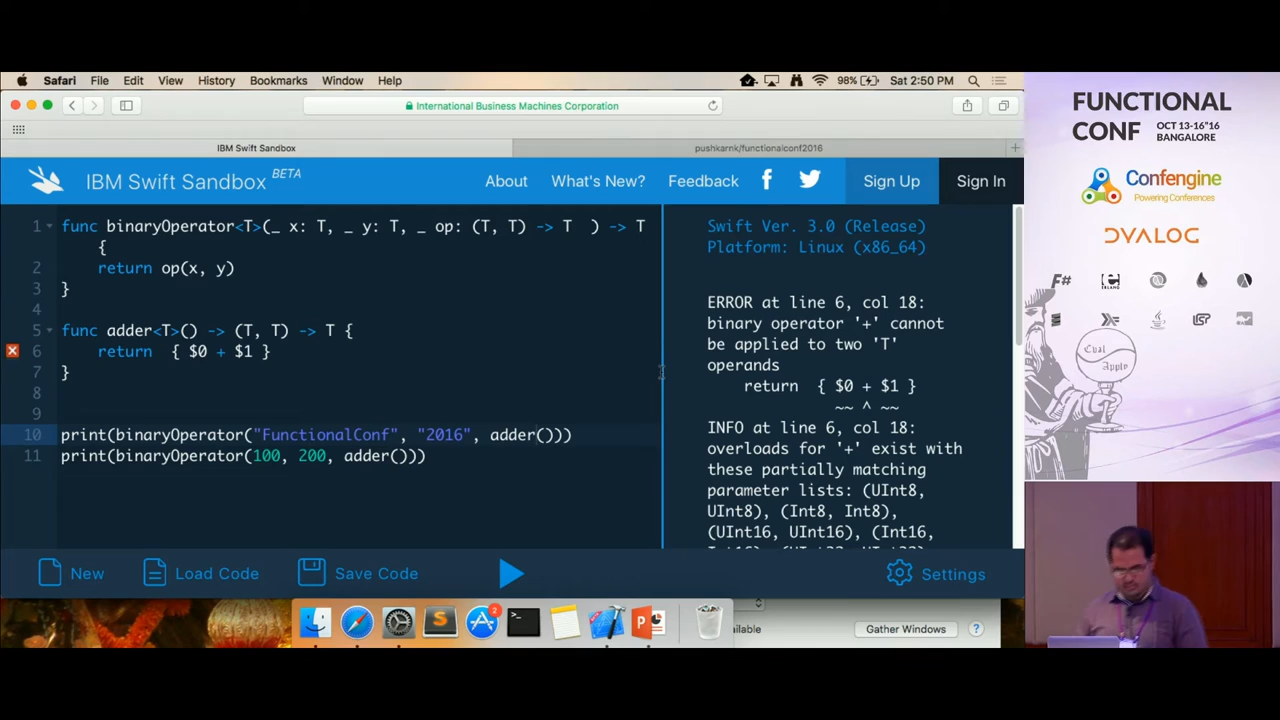 Safari File Edit View History Bookmarks Window Help 98% Sat 2:50 PM
International Business Machines Corporation
IBM Swift Sandbox pushkarnk/functionalconf2016 +
IBM Swift Sandbox BETA About What's New? Feedback Sign Up Sign In
1 func binaryOperator<T>(_ x: T, _ y: T, _ op: (T, T) -> T  ) -> T
{
2 return op(x, y)
3 }
4
5 func adder<T>() -> (T, T) -> T {
6 return  { $0 + $1 }
7 }
8
9
10 print(binaryOperator("FunctionalConf", "2016", adder()))
11 print(binaryOperator(100, 200, adder()))
Swift Ver. 3.0 (Release)
Platform: Linux (x86_64)
ERROR at line 6, col 18:
binary operator '+' cannot
be applied to two 'T'
operands
return  { $0 + $1 }
~~ ^ ~~
INFO at line 6, col 18:
overloads for '+' exist with
these partially matching
parameter lists: (UInt8,
UInt8), (Int8, Int8),
(UInt16, UInt16), (Int16,
New Load Code Save Code Settings
2
Gather Windows ?
FUNCTIONAL
CONF OCT 13-16"16
BANGALORE
Confengine
Powering Conferences
DYALOG
F# ERLANG
LISP
Eval
Apply